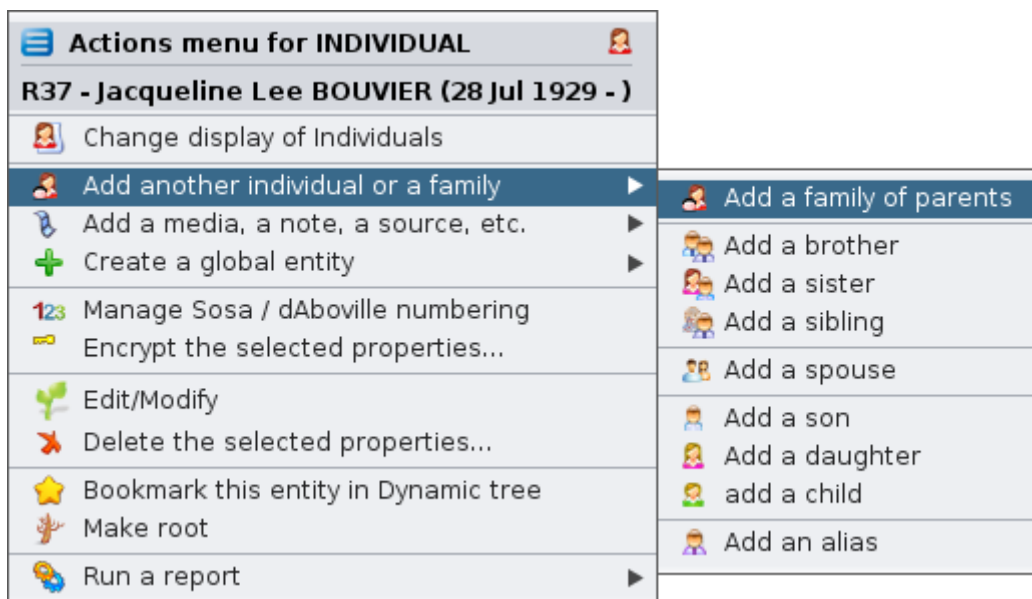 Actions menu for INDIVIDUAL
R37 - Jacqueline Lee BOUVIER (28 Jul 1929 - )
Change display of Individuals
Add another individual or a family
Add a media, a note, a source, etc.
Create a global entity
123 Manage Sosa / dAboville numbering
Encrypt the selected properties...
Edit/Modify
Delete the selected properties...
Bookmark this entity in Dynamic tree
Make root
Run a report
Add a family of parents
Add a brother
Add a sister
Add a sibling
Add a spouse
Add a son
Add a daughter
add a child
Add an alias